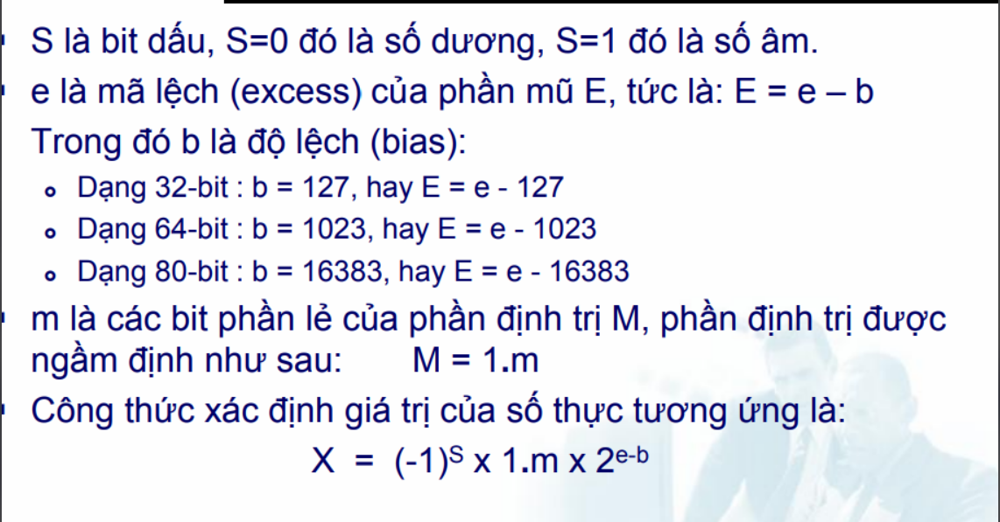 S là bit dấu, S=0 đó là số dương, S=1 đó là số âm.
e là mã lệch (excess) của phần mũ E, tức là: E = e – b
Trong đó b là độ lệch (bias):
Dạng 32-bit : b = 127, hay E = e - 127
Dạng 64-bit : b = 1023, hay E = e - 1023
Dạng 80-bit : b = 16383, hay E = e - 16383
m là các bit phần lẻ của phần định trị M, phần định trị được
ngầm định như sau: M = 1.m
Công thức xác định giá trị của số thực tương ứng là:
X = (-1)ˢ x 1.m x 2ᵉ⁻ᵇ